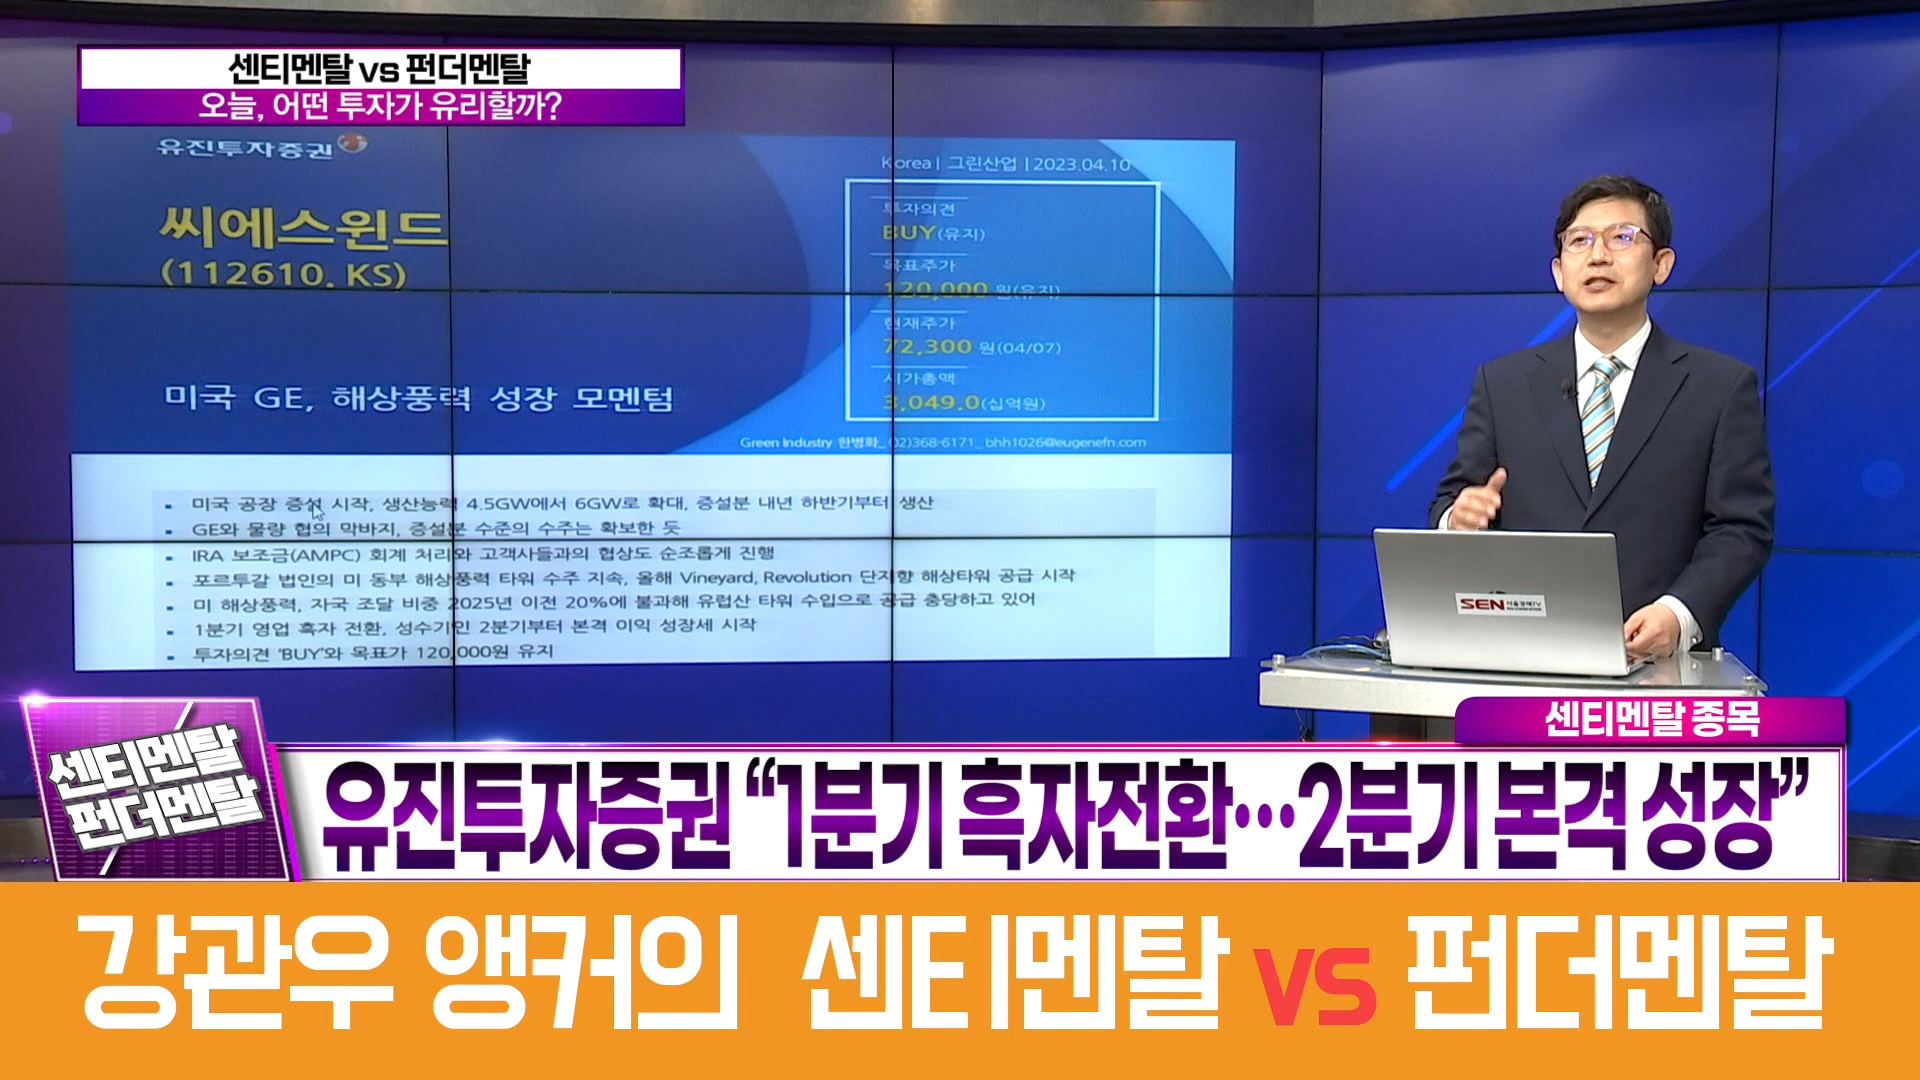 센티멘탈 vs 펀더멘탈
오늘, 어떤 투자가 유리할까?
유진투자증권
Korea | 그린산업 | 2023.04.10
씨에스윈드
(112610. KS)
투자의견
BUY(유지)
목표주가
120,000 원(유지)
현재주가
72,300 원(04/07)
시가총액
3,049.0(십억원)
미국 GE, 해상풍력 성장 모멘텀
Green Industry 한병화_02)368-6171_ bhh1026@eugenefn.com
▪ 미국 공장 증설 시작, 생산능력 4.5GW에서 6GW로 확대, 증설분 내년 하반기부터 생산
▪ GE와 물량 협의 막바지, 증설분 수준의 수주는 확보한 듯
▪ IRA 보조금(AMPC) 회계 처리와 고객사들과의 협상도 순조롭게 진행
▪ 포르투갈 법인의 미 동부 해상풍력 타워 수주 지속, 올해 Vineyard, Revolution 단지향 해상타워 공급 시작
▪ 미 해상풍력, 자국 조달 비중 2025년 이전 20%에 불과해 유럽산 타워 수입으로 공급 충당하고 있어
▪ 1분기 영업 흑자 전환, 성수기인 2분기부터 본격 이익 성장세 시작
▪ 투자의견 'BUY'와 목표가 120,000원 유지
SEN 서울경제TV
센티멘탈 종목
센티멘탈
펀더멘탈
유진투자증권 “1분기 흑자전환…2분기 본격 성장”
강관우 앵커의 센티멘탈 vs 펀더멘탈